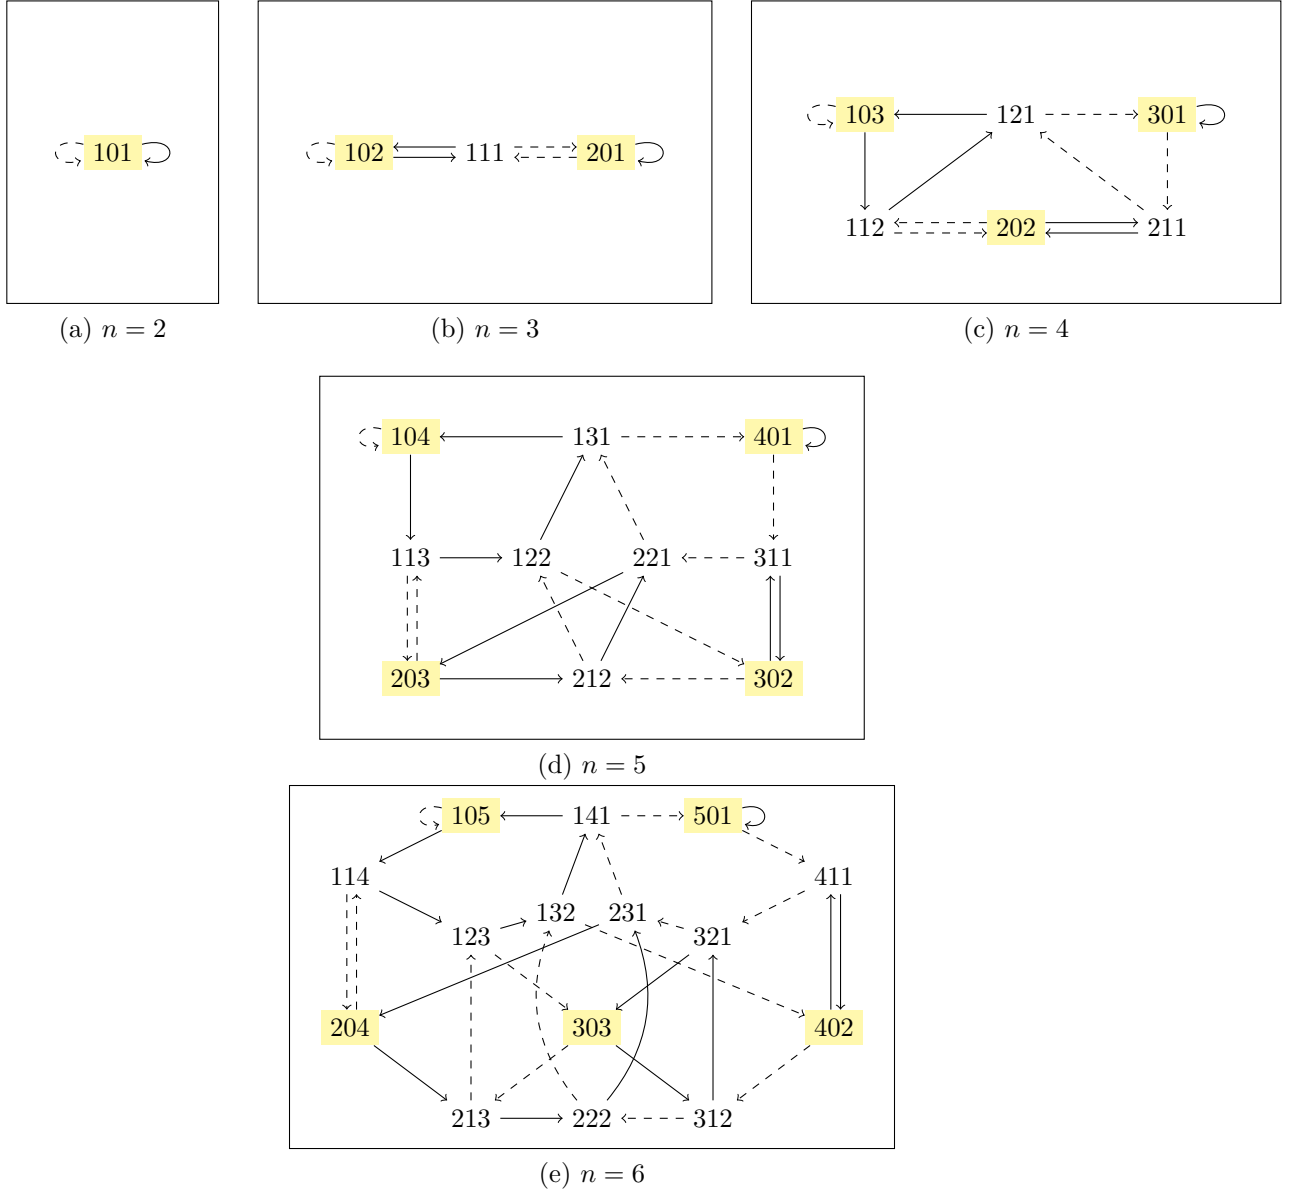 101
(a) n = 2
102 111 201
(b) n = 3
103 121 301
112 202 211
(c) n = 4
104 131 401
113 122 221 311
203 212 302
(d) n = 5
105 141 501
114 411
132 231
123 321
204 303 402
213 222 312
(e) n = 6